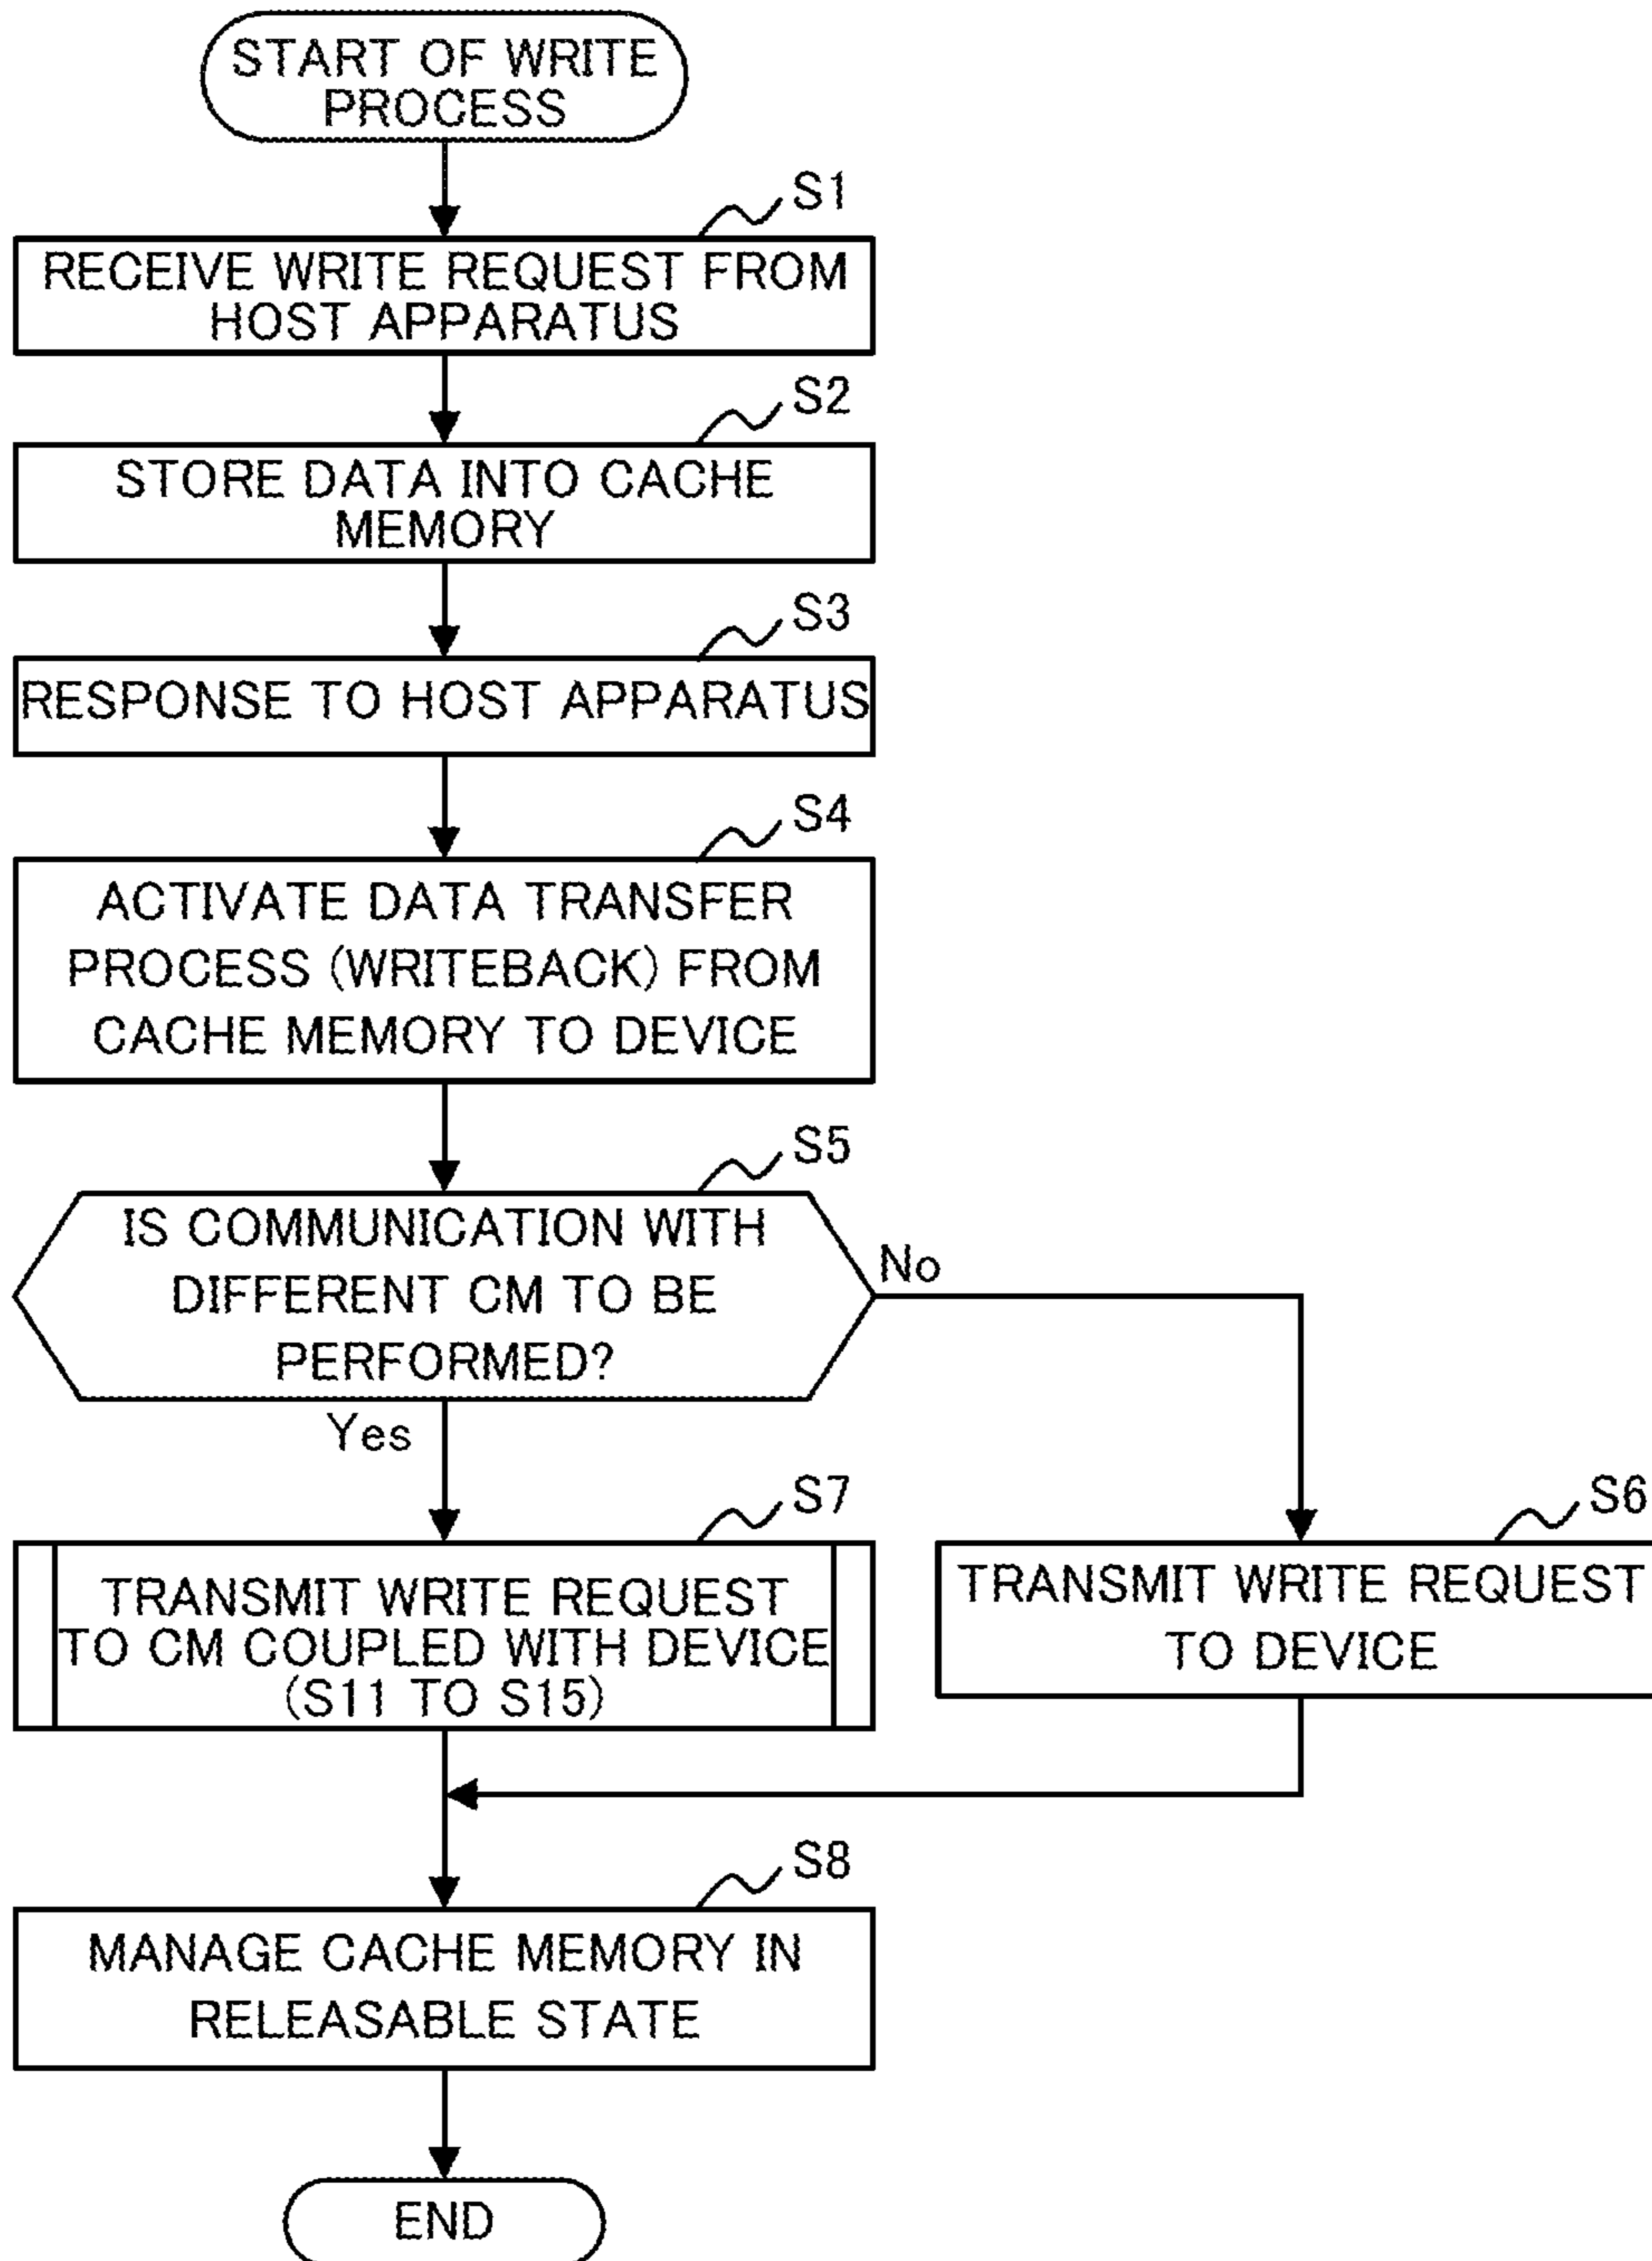 START OF WRITE
PROCESS
S1
RECEIVE WRITE REQUEST FROM
HOST APPARATUS
S2
STORE DATA INTO CACHE
MEMORY
S3
RESPONSE TO HOST APPARATUS
S4
ACTIVATE DATA TRANSFER
PROCESS (WRITEBACK) FROM
CACHE MEMORY TO DEVICE
S5
IS COMMUNICATION WITH
DIFFERENT CM TO BE
PERFORMED?
No
Yes
S7
TRANSMIT WRITE REQUEST
TO CM COUPLED WITH DEVICE
(S11 TO S15)
S6
TRANSMIT WRITE REQUEST
TO DEVICE
S8
MANAGE CACHE MEMORY IN
RELEASABLE STATE
END